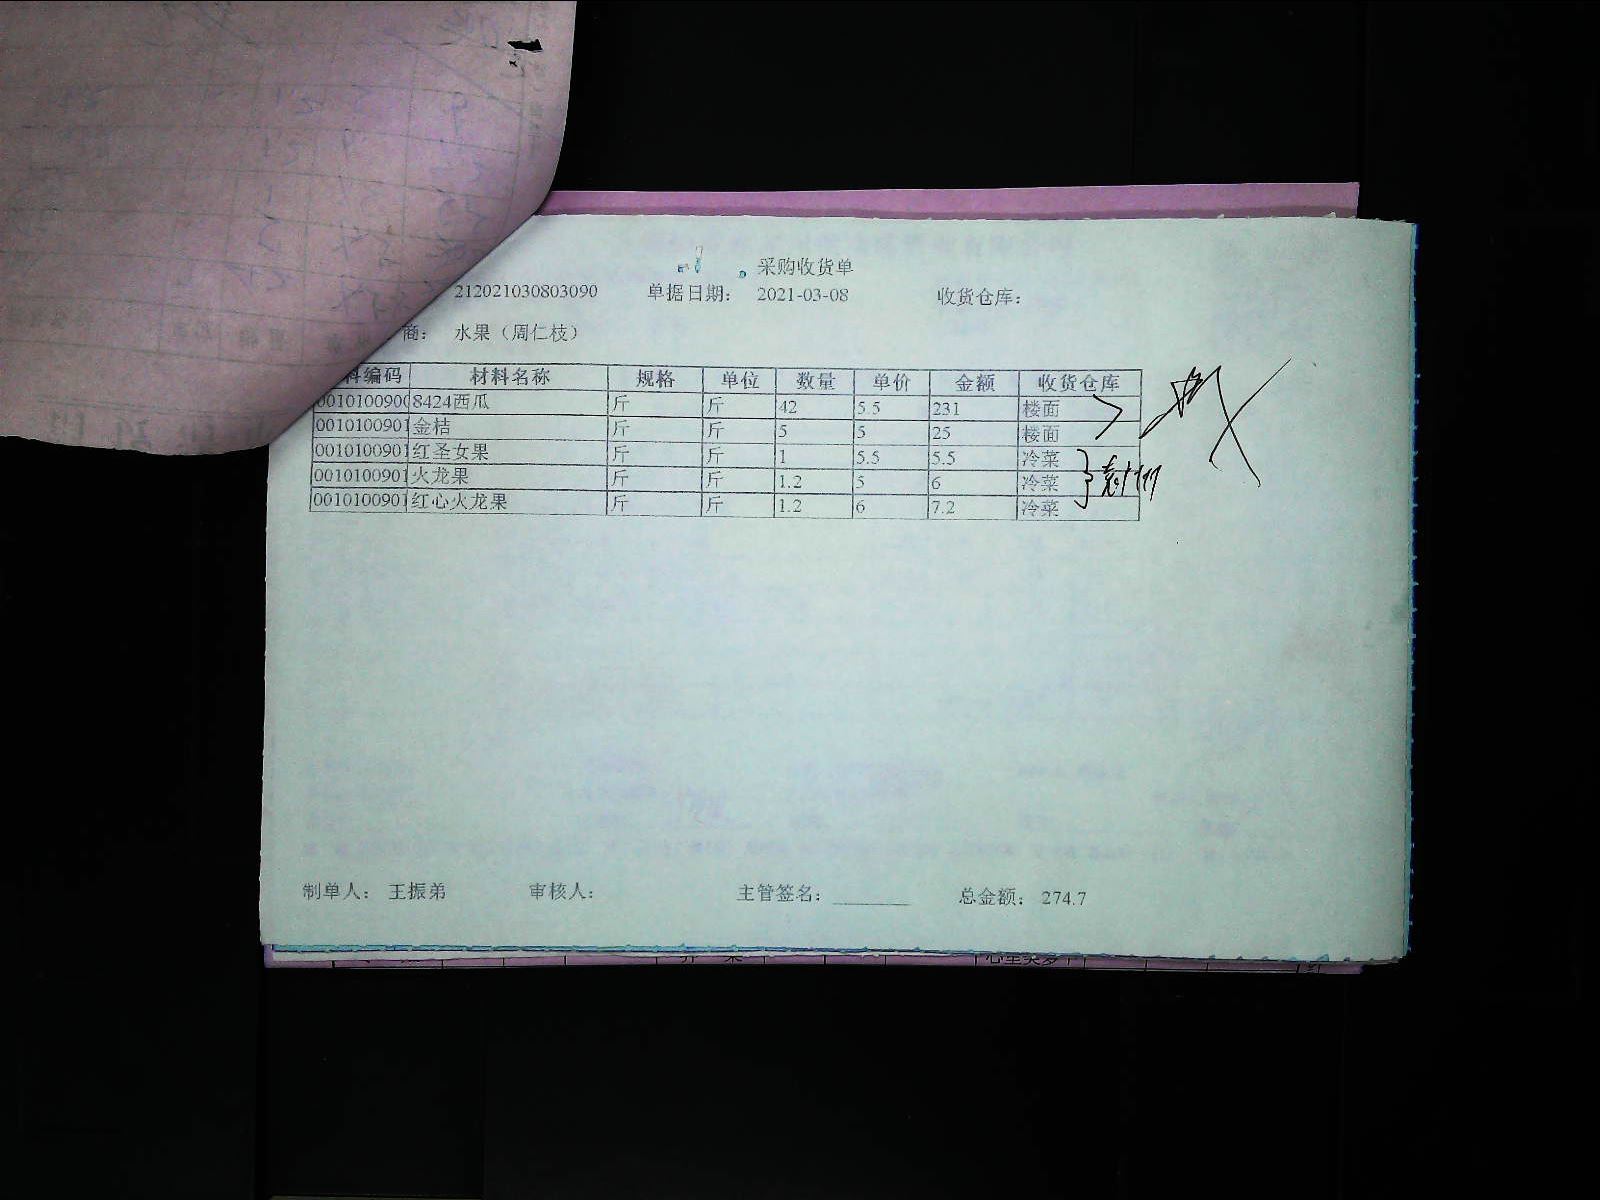 采购收货单
212021030803090 单据日期： 2021-03-08 收货仓库：
商： 水果（周仁枝）
料编码 材料名称 规格 单位 数量 单价 金额 收货仓库
001010090 8424西瓜 斤 斤 42 5.5 231 楼面
0010100901 金桔 斤 斤 5 5 25 楼面
0010100901 红圣女果 斤 斤 1 5.5 5.5 冷菜
0010100901 火龙果 斤 斤 1.2 5 6 冷菜
0010100901 红心火龙果 斤 斤 1.2 6 7.2 冷菜
制单人： 王振弟 审核人： 主管签名： 总金额： 274.7